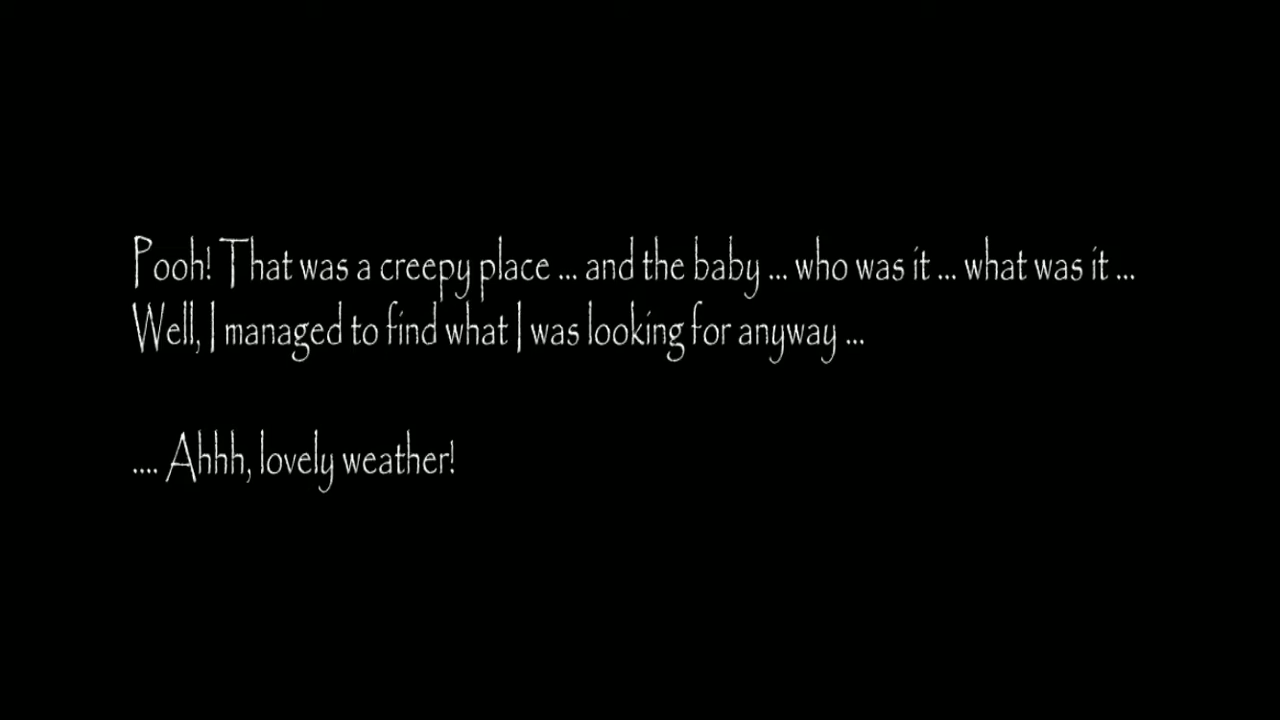 Pooh! That was a creepy place ... and the baby ... who was it ... what was it ...
Well, I managed to find what I was looking for anyway ...
.... Ahhh, lovely weather!